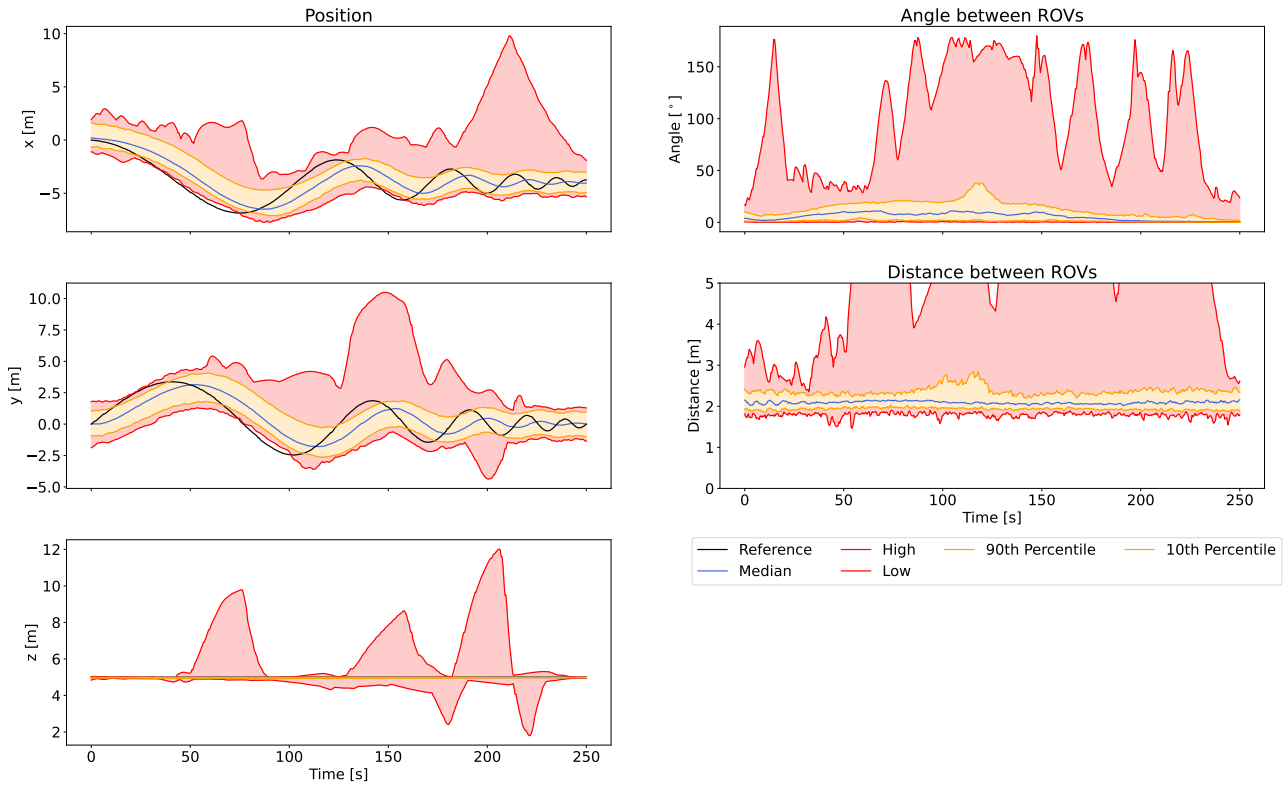 Position
10
5
0
−5
x [m]
10.0
7.5
5.0
2.5
0.0
−2.5
−5.0
y [m]
12
10
8
6
4
2
z [m]
0
50
100
150
200
250
Time [s]
Angle between ROVs
150
100
50
0
Angle [°]
Distance between ROVs
5
4
3
2
1
0
Distance [m]
0
50
100
150
200
250
Time [s]
Reference
Median
High
Low
90th Percentile
10th Percentile